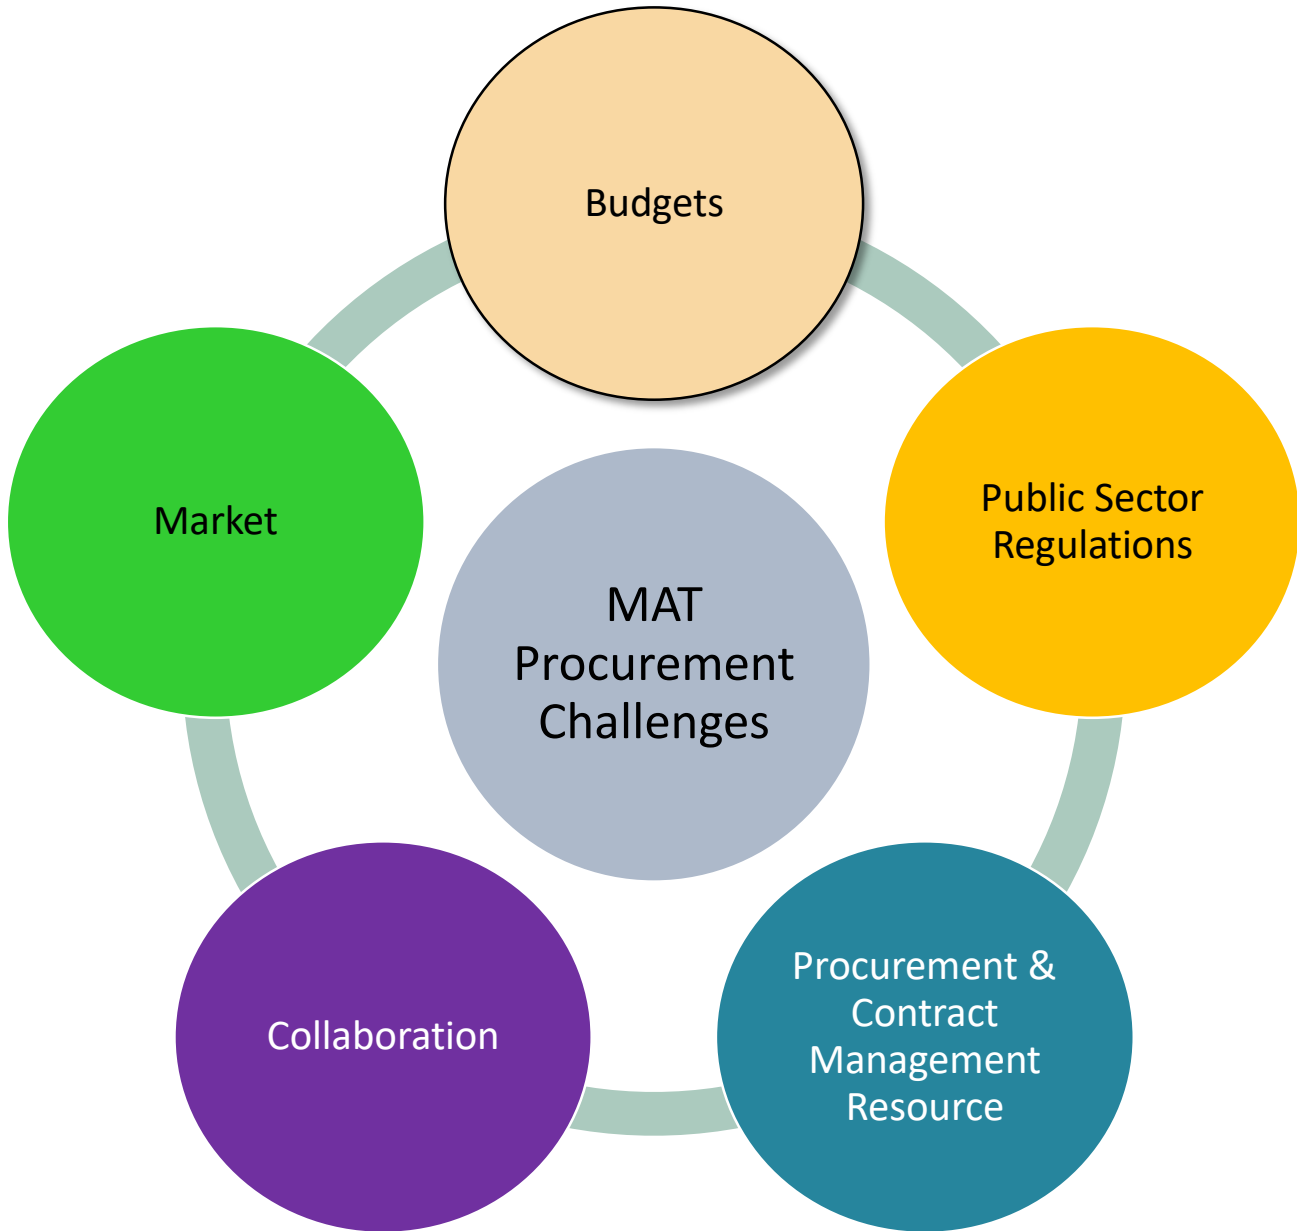 Budgets
Public Sector
Regulations
Market
MAT
Procurement
Challenges
Procurement &
Contract
Management
Resource
Collaboration